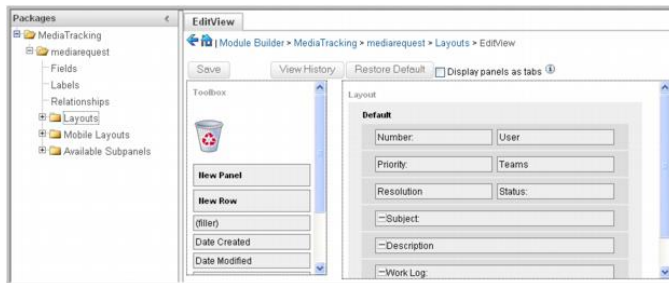 Packages
MediaTracking
mediarequest
Fields
Labels
Relationships
Layouts
Mobile Layouts
Available Subpanels
EditView
| Module Builder > MediaTracking > mediarequest > Layouts > EditView
Save View History Restore Default Display panels as tabs
Toolbox
New Panel
New Row
(filler)
Date Created
Date Modified
Layout
Default
Number: User
Priority: Teams
Resolution Status:
Subject:
Description
Work Log: